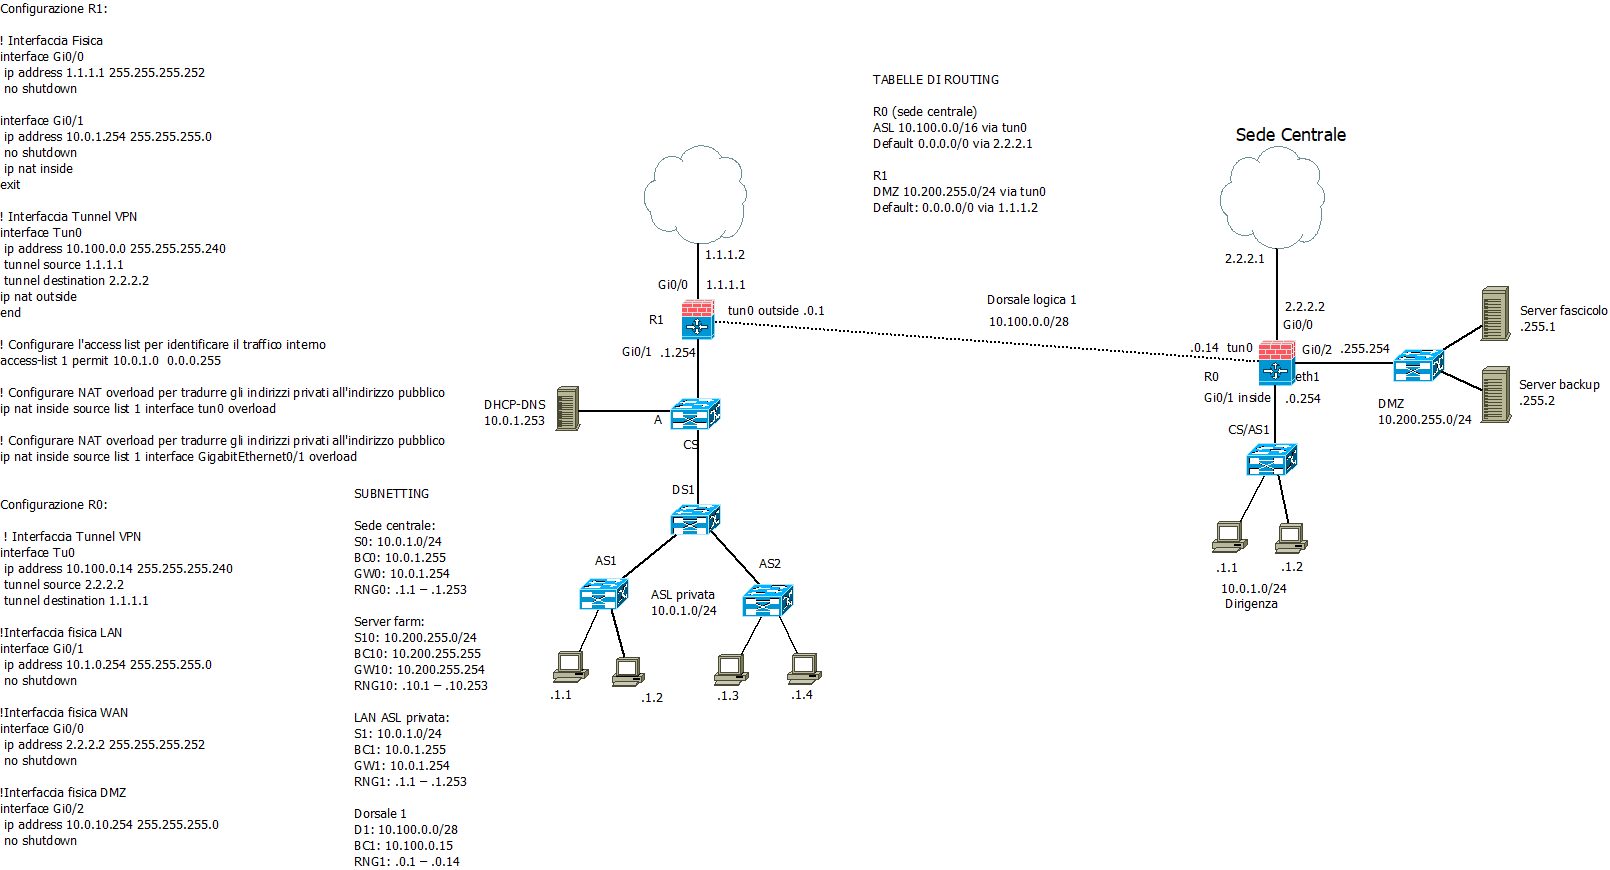 Configurazione R1:
! Interfaccia Fisica
interface Gi0/0
ip address 1.1.1.1 255.255.255.252
no shutdown
interface Gi0/1
ip address 10.0.1.254 255.255.255.0
no shutdown
ip nat inside
exit
! Interfaccia Tunnel VPN
interface Tun0
ip address 10.100.0.0 255.255.255.240
tunnel source 1.1.1.1
tunnel destination 2.2.2.2
ip nat outside
end
! Configurare l'access list per identificare il traffico interno
access-list 1 permit 10.0.1.0 0.0.0.255
! Configurare NAT overload per tradurre gli indirizzi privati all'indirizzo pubblico
ip nat inside source list 1 interface tun0 overload
! Configurare NAT overload per tradurre gli indirizzi privati all'indirizzo pubblico
ip nat inside source list 1 interface GigabitEthernet0/1 overload
Configurazione R0:
! Interfaccia Tunnel VPN
interface Tu0
ip address 10.100.0.14 255.255.255.240
tunnel source 2.2.2.2
tunnel destination 1.1.1.1
!Interfaccia fisica LAN
interface Gi0/1
ip address 10.1.0.254 255.255.255.0
no shutdown
!Interfaccia fisica WAN
interface Gi0/0
ip address 2.2.2.2 255.255.255.252
no shutdown
!Interfaccia fisica DMZ
interface Gi0/2
ip address 10.0.10.254 255.255.255.0
no shutdown
SUBNETTING
Sede centrale:
S0: 10.0.1.0/24
BC0: 10.0.1.255
GW0: 10.0.1.254
RNG0: .1.1 – .1.253
Server farm:
S10: 10.200.255.0/24
BC10: 10.200.255.255
GW10: 10.200.255.254
RNG10: .10.1 – .10.253
LAN ASL privata:
S1: 10.0.1.0/24
BC1: 10.0.1.255
GW1: 10.0.1.254
RNG1: .1.1 – .1.253
Dorsale 1
D1: 10.100.0.0/28
BC1: 10.100.0.15
RNG1: .0.1 – .0.14
TABELLE DI ROUTING
R0 (sede centrale)
ASL 10.100.0.0/16 via tun0
Default 0.0.0.0/0 via 2.2.2.1
R1
DMZ 10.200.255.0/24 via tun0
Default: 0.0.0.0/0 via 1.1.1.2
1.1.1.2
Gi0/0 1.1.1.1
R1
tun0 outside .0.1
Gi0/1 .1.254
DHCP-DNS
10.0.1.253
A
CS
DS1
AS1
AS2
ASL privata
10.0.1.0/24
.1.1
.1.2
.1.3
.1.4
Dorsale logica 1
10.100.0.0/28
Sede Centrale
2.2.2.1
2.2.2.2
Gi0/0
.0.14 tun0
Gi0/2 .255.254
R0
eth1
Gi0/1 inside .0.254
CS/AS1
DMZ
10.200.255.0/24
Server fascicolo
.255.1
Server backup
.255.2
.1.1
.1.2
10.0.1.0/24
Dirigenza